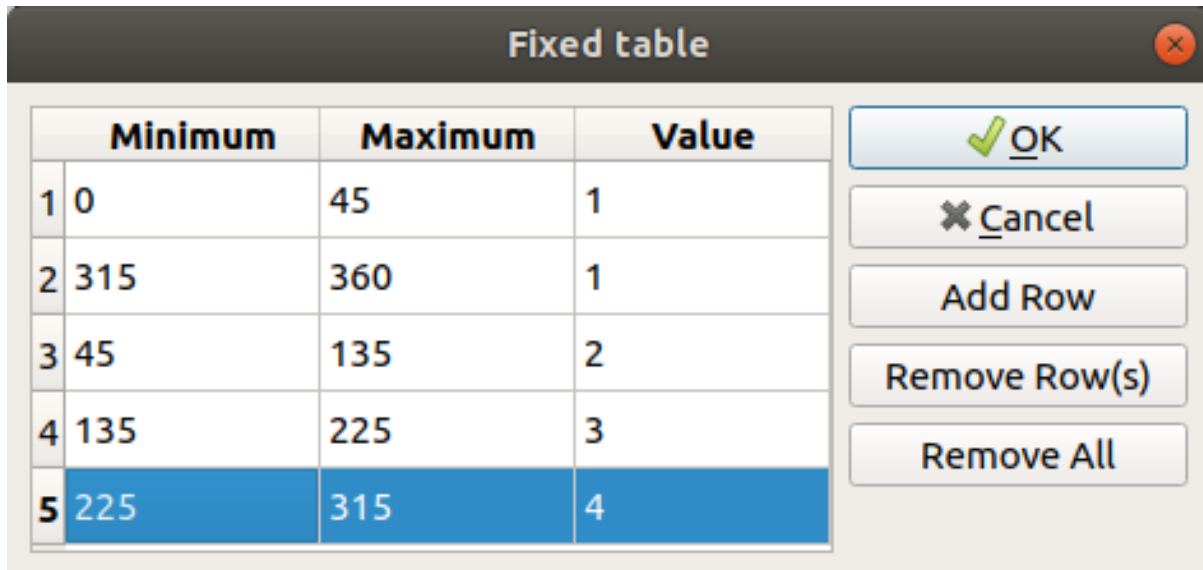 Fixed table
Minimum Maximum Value
1 0 45 1
2 315 360 1
3 45 135 2
4 135 225 3
5 225 315 4
OK
Cancel
Add Row
Remove Row(s)
Remove All